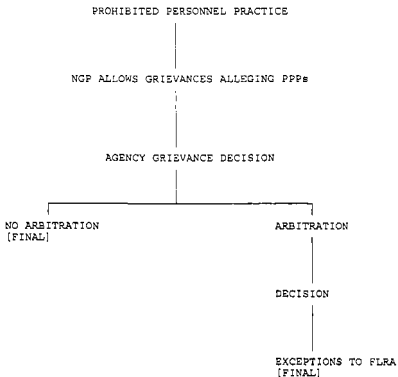 PROHIBITED PERSONNEL PRACTICE
NGP ALLOWS GRIEVANCES ALLEGING PPPs
AGENCY GRIEVANCE DECISION
NO ARBITRATION
[FINAL]
ARBITRATION
DECISION
EXCEPTIONS TO FLRA
[FINAL]